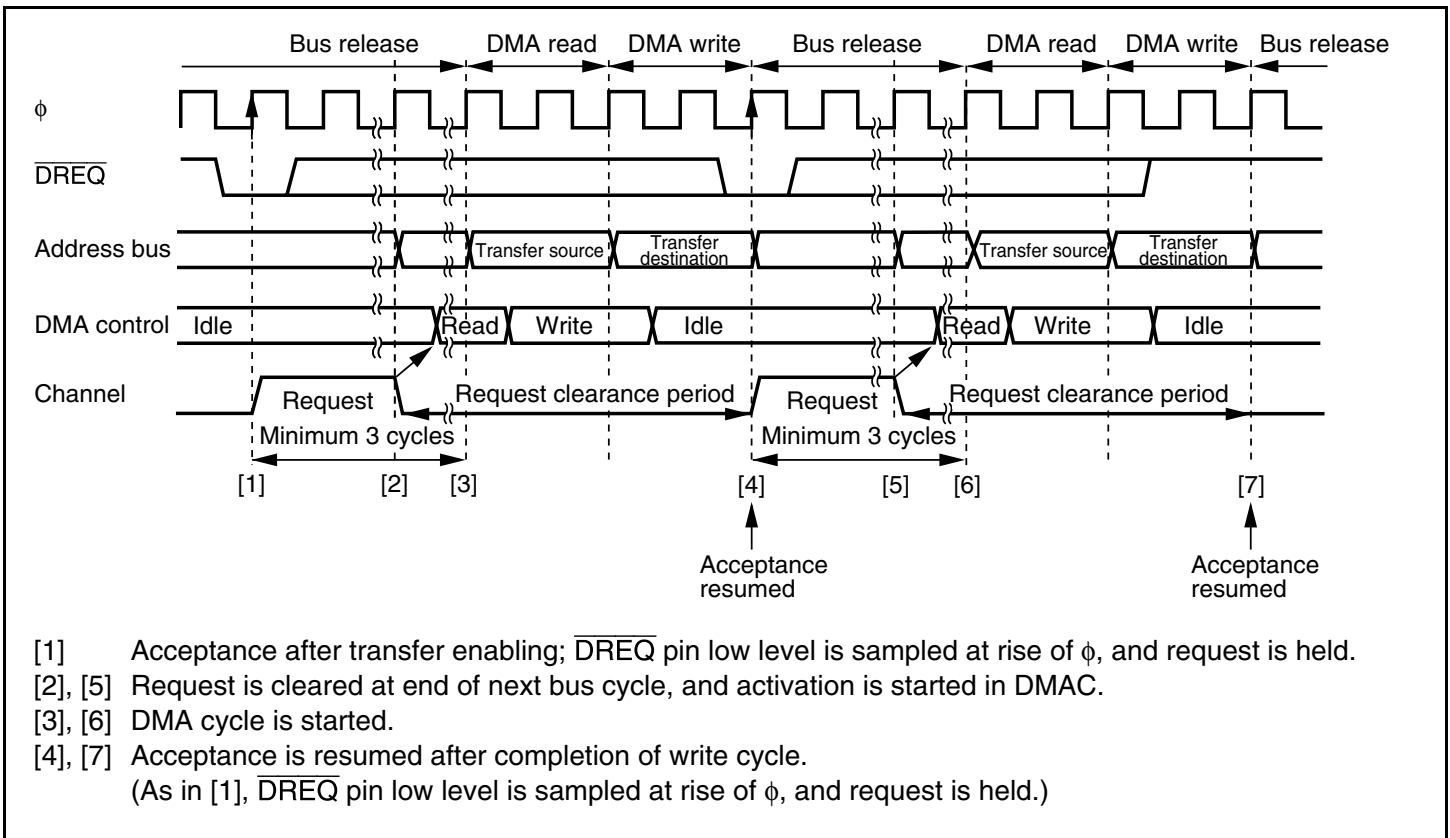 Bus release DMA read DMA write Bus release DMA read DMA write Bus release
ϕ
D̅R̅E̅Q̅
Address bus Transfer source Transfer destination Transfer source Transfer destination
DMA control Idle Read Write Idle Read Write Idle
Channel Request Request clearance period Request Request clearance period
Minimum 3 cycles Minimum 3 cycles
[1] [2] [3] [4] [5] [6] [7]
Acceptance resumed Acceptance resumed
[1] Acceptance after transfer enabling; D̅R̅E̅Q̅ pin low level is sampled at rise of ϕ, and request is held.
[2], [5] Request is cleared at end of next bus cycle, and activation is started in DMAC.
[3], [6] DMA cycle is started.
[4], [7] Acceptance is resumed after completion of write cycle.
(As in [1], D̅R̅E̅Q̅ pin low level is sampled at rise of ϕ, and request is held.)